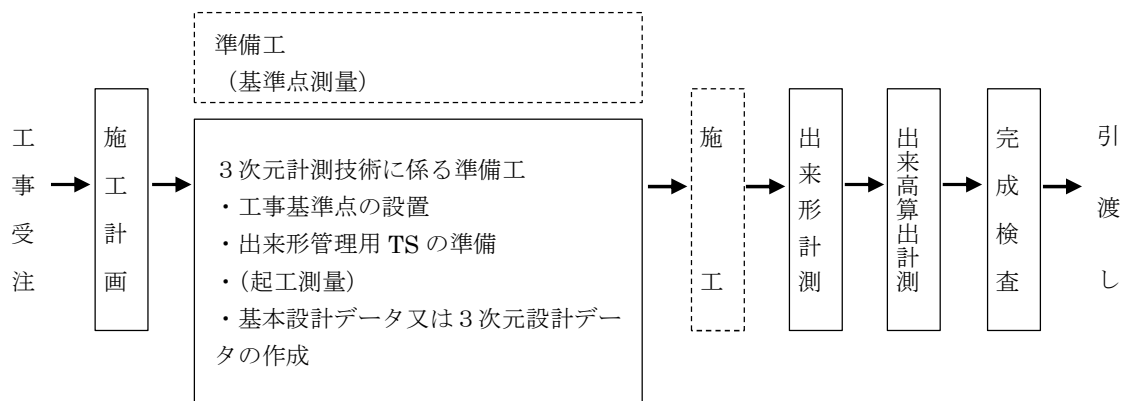 工事受注
施工計画
準備工
（基準点測量）
３次元計測技術に係る準備工
・工事基準点の設置
・出来形管理用 TS の準備
・（起工測量）
・基本設計データ又は３次元設計デー
タの作成
施工
出来形計測
出来高算出計測
完成検査
引渡し